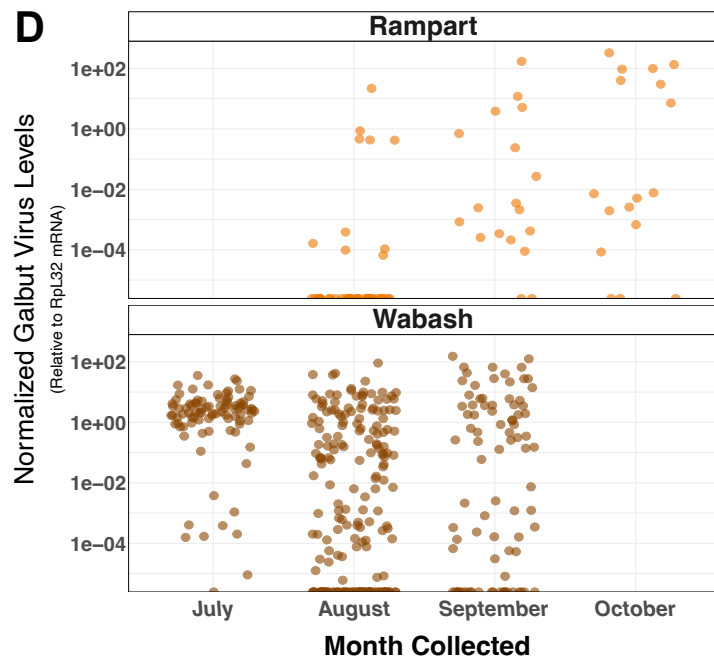 D
Rampart
1e+02
1e+00
1e−02
1e−04
Wabash
1e+02
1e+00
1e−02
1e−04
Normalized Galbut Virus Levels
(Relative to RpL32 mRNA)
July August September October
Month Collected